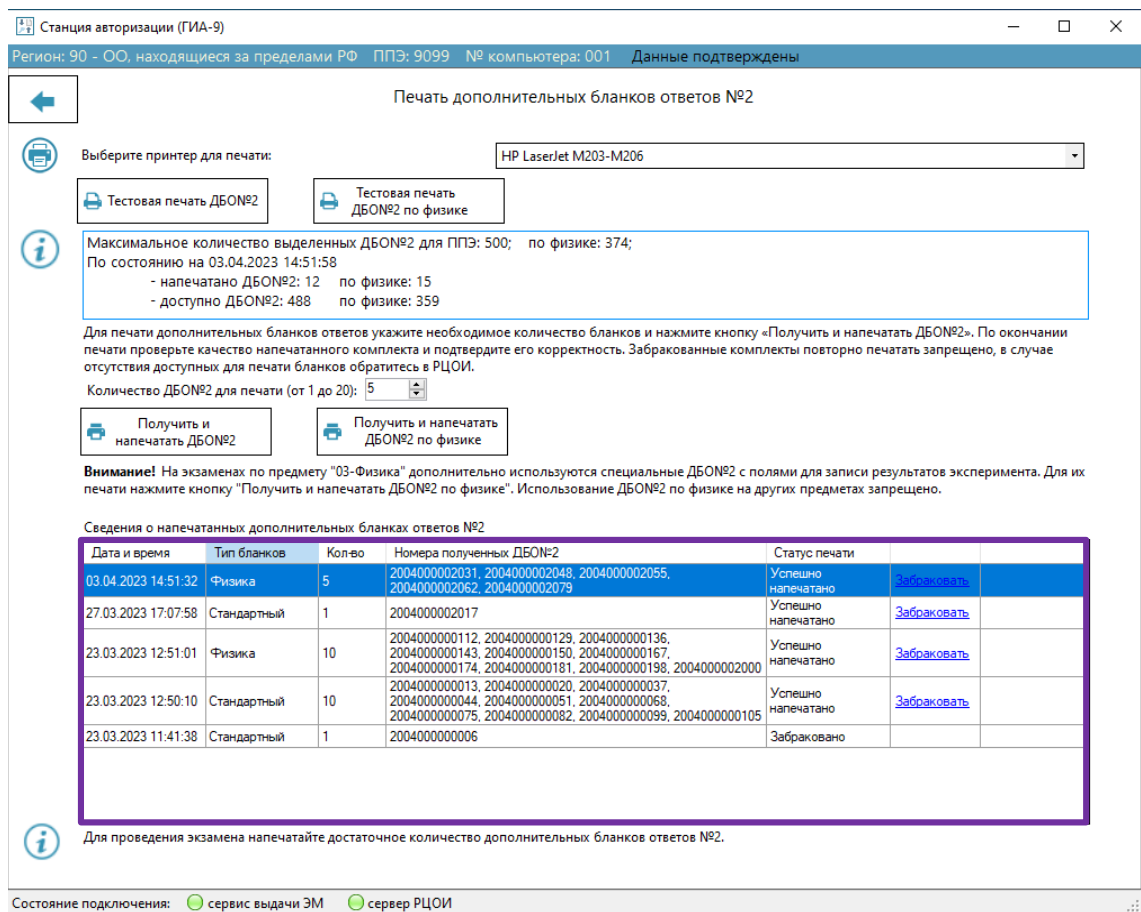 Станция авторизации (ГИА-9)
Регион: 90 - ОО, находящиеся за пределами РФ ППЭ: 9099 № компьютера: 001 Данные подтверждены
Печать дополнительных бланков ответов №2
Выберите принтер для печати: HP LaserJet M203-M206
Тестовая печать ДБО№2
Тестовая печать
ДБО№2 по физике
Максимальное количество выделенных ДБО№2 для ППЭ: 500; по физике: 374;
По состоянию на 03.04.2023 14:51:58
- напечатано ДБО№2: 12 по физике: 15
- доступно ДБО№2: 488 по физике: 359
Для печати дополнительных бланков ответов укажите необходимое количество бланков и нажмите кнопку «Получить и напечатать ДБО№2». По окончании
печати проверьте качество напечатанного комплекта и подтвердите его корректность. Забракованные комплекты повторно печатать запрещено, в случае
отсутствия доступных для печати бланков обратитесь в РЦОИ.
Количество ДБО№2 для печати (от 1 до 20): 5
Получить и
напечатать ДБО№2
Получить и напечатать
ДБО№2 по физике
Внимание! На экзаменах по предмету "03-Физика" дополнительно используются специальные ДБО№2 с полями для записи результатов эксперимента. Для их
печати нажмите кнопку "Получить и напечатать ДБО№2 по физике". Использование ДБО№2 по физике на других предметах запрещено.
Сведения о напечатанных дополнительных бланках ответов №2
Дата и время Тип бланков Кол-во Номера полученных ДБО№2 Статус печати
03.04.2023 14:51:32 Физика 5 2004000002031, 2004000002048, 2004000002055,
2004000002062, 2004000002079 Успешно
напечатано Забраковать
27.03.2023 17:07:58 Стандартный 1 2004000002017 Успешно
напечатано Забраковать
23.03.2023 12:51:01 Физика 10 2004000000112, 2004000000129, 2004000000136,
2004000000143, 2004000000150, 2004000000167,
2004000000174, 2004000000181, 2004000000198, 2004000002000 Успешно
напечатано Забраковать
23.03.2023 12:50:10 Стандартный 10 2004000000013, 2004000000020, 2004000000037,
2004000000044, 2004000000051, 2004000000068,
2004000000075, 2004000000082, 2004000000099, 2004000000105 Успешно
напечатано Забраковать
23.03.2023 11:41:38 Стандартный 1 2004000000006 Забраковано
Для проведения экзамена напечатайте достаточное количество дополнительных бланков ответов №2.
Состояние подключения: сервис выдачи ЭМ сервер РЦОИ